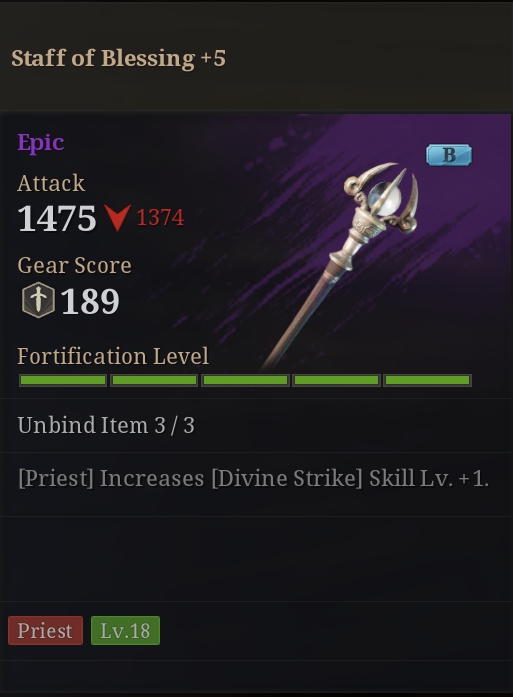 Staff of Blessing +5
Epic
B
Attack
1475 1374
Gear Score
189
Fortification Level
Unbind Item 3 / 3
[Priest] Increases [Divine Strike] Skill Lv. +1.
Priest Lv.18